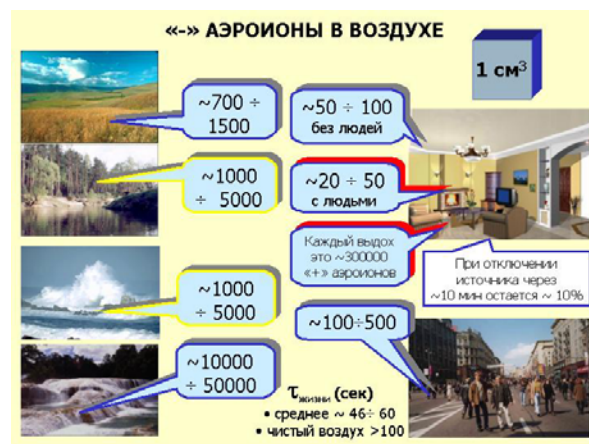 «-» АЭРОИОНЫ В ВОЗДУХЕ
1 см³
~700 ÷
1500
~50 ÷ 100
без людей
~1000
÷ 5000
~20 ÷ 50
с людьми
Каждый выдох
это ~300000
«+» аэроионов
При отключении
источника через
~10 мин остается ~ 10%
~1000
÷ 5000
~100÷500
~10000
÷ 50000
τжизни (сек)
• среднее ~ 46÷ 60
• чистый воздух >100